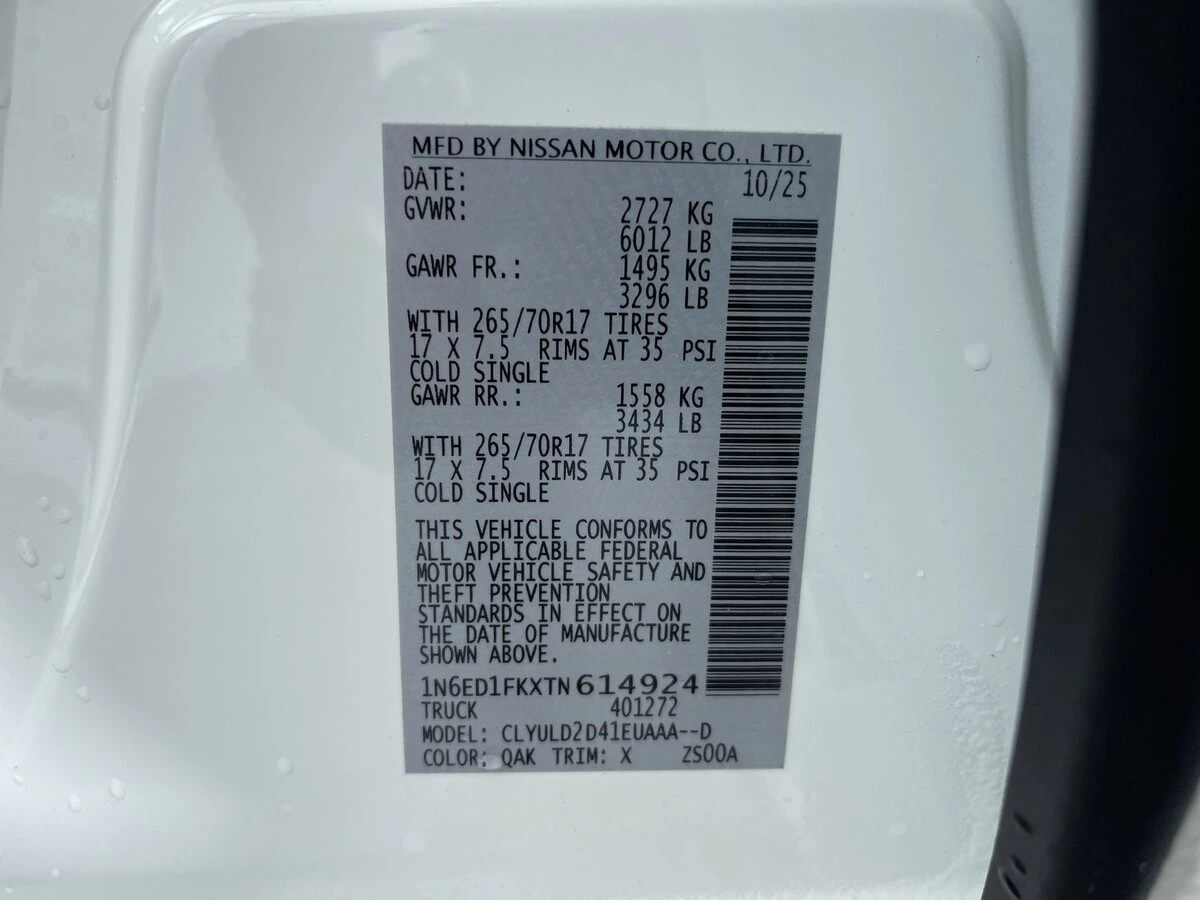 MFD BY NISSAN MOTOR CO., LTD.
DATE: 10/25
GVWR: 2727 KG
6012 LB
GAWR FR.: 1495 KG
3296 LB
WITH 265/70R17 TIRES
17 X 7.5 RIMS AT 35 PSI
COLD SINGLE
GAWR RR.: 1558 KG
3434 LB
WITH 265/70R17 TIRES
17 X 7.5 RIMS AT 35 PSI
COLD SINGLE
THIS VEHICLE CONFORMS TO
ALL APPLICABLE FEDERAL
MOTOR VEHICLE SAFETY AND
THEFT PREVENTION
STANDARDS IN EFFECT ON
THE DATE OF MANUFACTURE
SHOWN ABOVE.
1N6ED1FKXTN614924
TRUCK 401272
MODEL: CLYULD2D41EUAAA--D
COLOR: QAK TRIM: X ZS00A